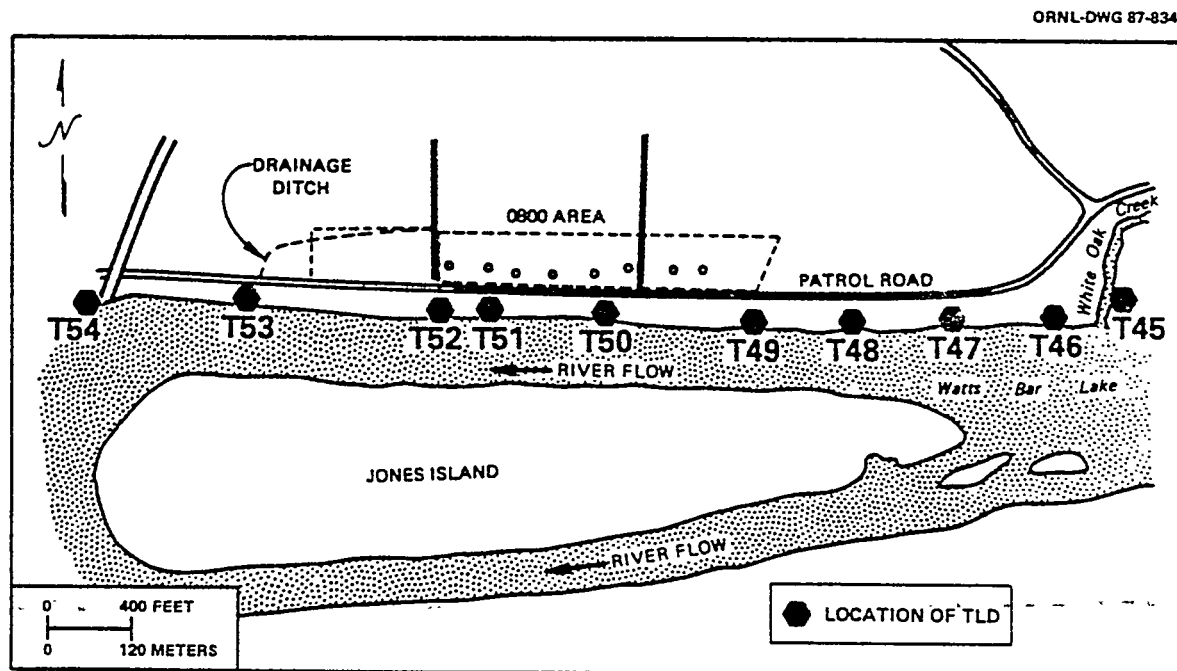 ORNL-DWG 87-834
N
DRAINAGE
DITCH
0800 AREA
PATROL ROAD
White Oak Creek
T54
T53
T52
T51
T50
T49
T48
T47
T46
T45
RIVER FLOW
Watts Bar Lake
JONES ISLAND
RIVER FLOW
0 400 FEET
0 120 METERS
LOCATION OF TLD